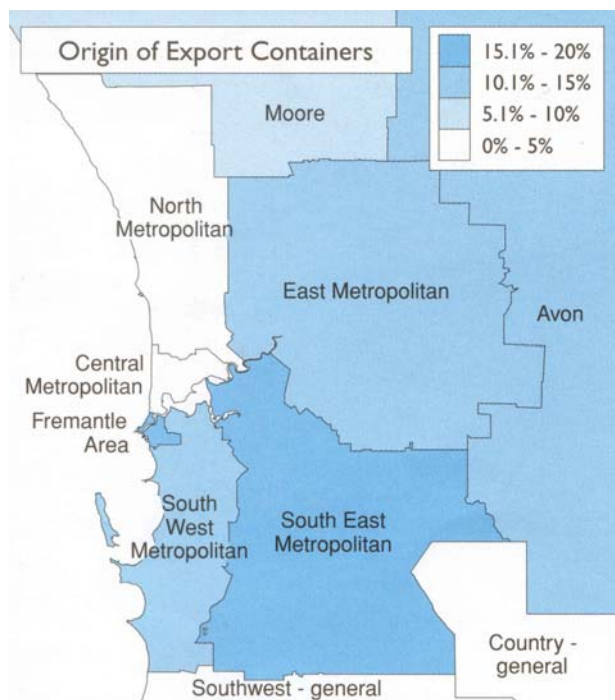 Origin of Export Containers
15.1% - 20%
10.1% - 15%
5.1% - 10%
0% - 5%
Moore
North
Metropolitan
East Metropolitan
Avon
Central
Metropolitan
Fremantle
Area
South
West
Metropolitan
South East
Metropolitan
Country -
general
Southwest - general